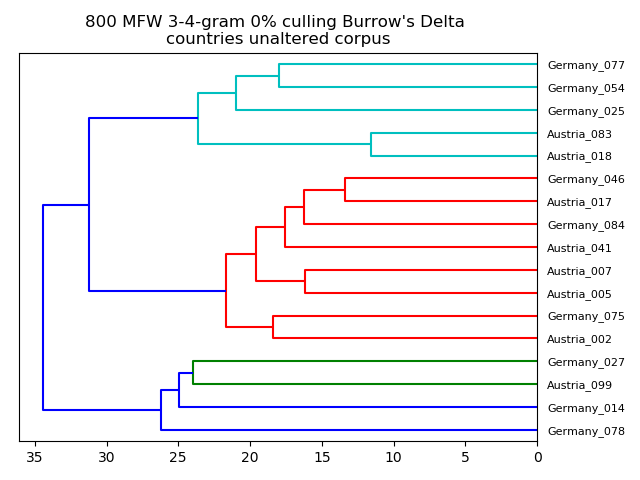 800 MFW 3-4-gram 0% culling Burrow's Delta
countries unaltered corpus
Germany_077
Germany_054
Germany_025
Austria_083
Austria_018
Germany_046
Austria_017
Germany_084
Austria_041
Austria_007
Austria_005
Germany_075
Austria_002
Germany_027
Austria_099
Germany_014
Germany_078
35 30 25 20 15 10 5 0